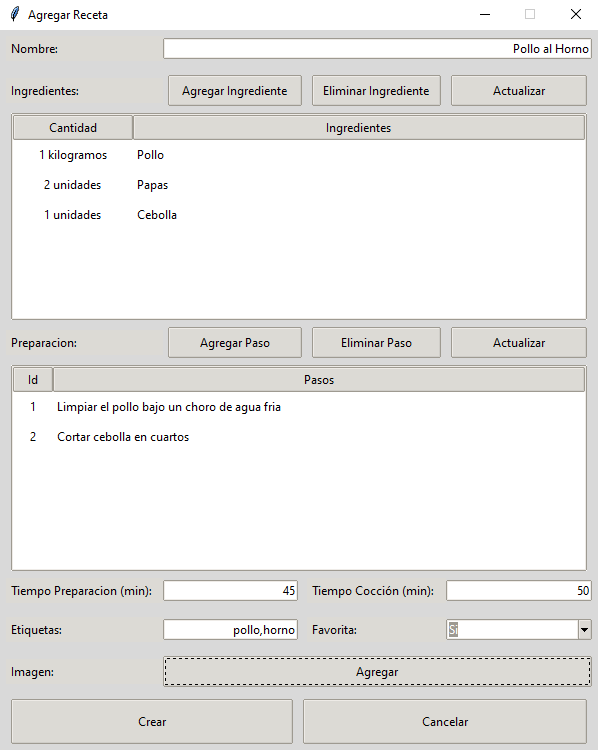 Agregar Receta
Nombre: Pollo al Horno
Ingredientes: Agregar Ingrediente Eliminar Ingrediente Actualizar
Cantidad Ingredientes
1 kilogramos Pollo
2 unidades Papas
1 unidades Cebolla
Preparacion: Agregar Paso Eliminar Paso Actualizar
Id Pasos
1 Limpiar el pollo bajo un choro de agua fria
2 Cortar cebolla en cuartos
Tiempo Preparacion (min): 45 Tiempo Cocción (min): 50
Etiquetas: pollo,horno Favorita: Si
Imagen: Agregar
Crear Cancelar